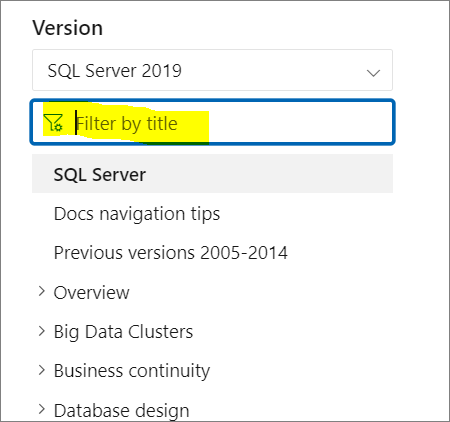 Version
SQL Server 2019
Filter by title
SQL Server
Docs navigation tips
Previous versions 2005-2014
Overview
Big Data Clusters
Business continuity
Database design